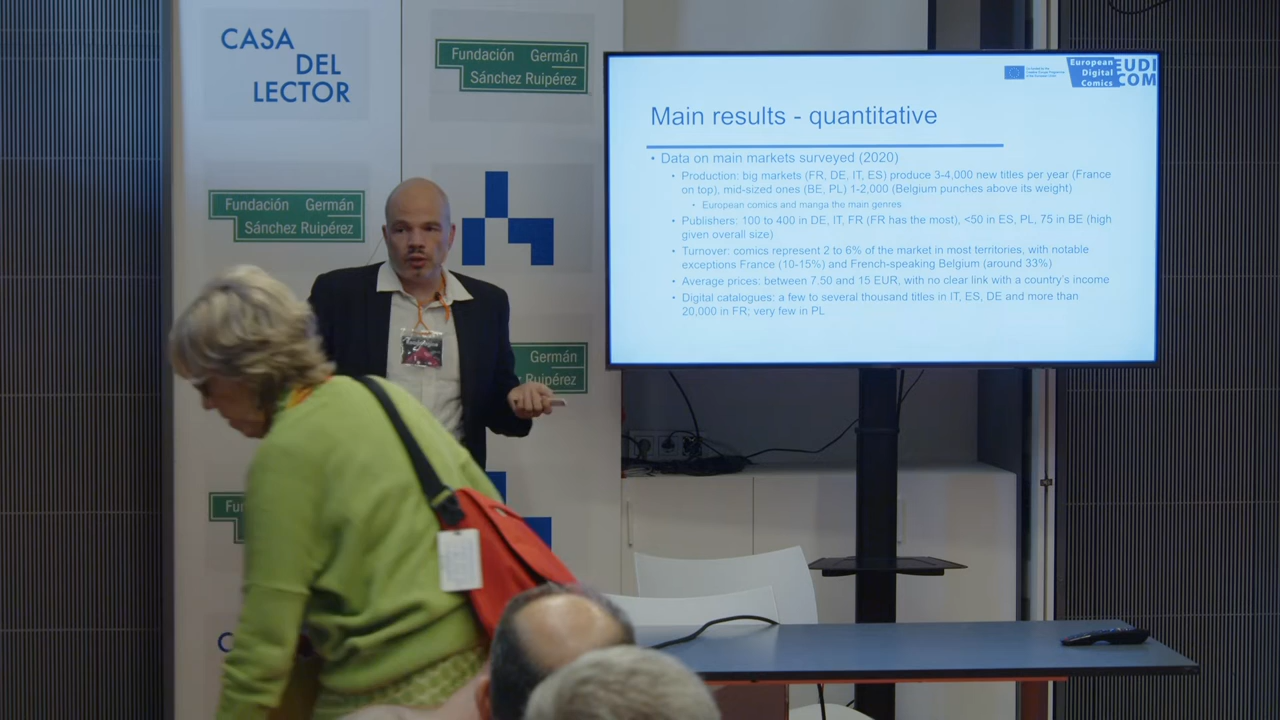 CASA
DEL
LECTOR
Fundación Germán
Sánchez Ruipérez
Fundación Germán
Sánchez Ruipérez
Germán
Ruipérez
Fu
European
Digital
Comics
EUDI
COM
Main results - quantitative
• Data on main markets surveyed (2020)
• Production: big markets (FR, DE, IT, ES) produce 3-4,000 new titles per year (France
on top), mid-sized ones (BE, PL) 1-2,000 (Belgium punches above its weight)
• European comics and manga the main genres
• Publishers: 100 to 400 in DE, IT, FR (FR has the most), <50 in ES, PL, 75 in BE (high
given overall size)
• Turnover: comics represent 2 to 6% of the market in most territories, with notable
exceptions France (10-15%) and French-speaking Belgium (around 33%)
• Average prices: between 7.50 and 15 EUR, with no clear link with a country's income
• Digital catalogues: a few to several thousand titles in IT, ES, DE and more than
20,000 in FR; very few in PL